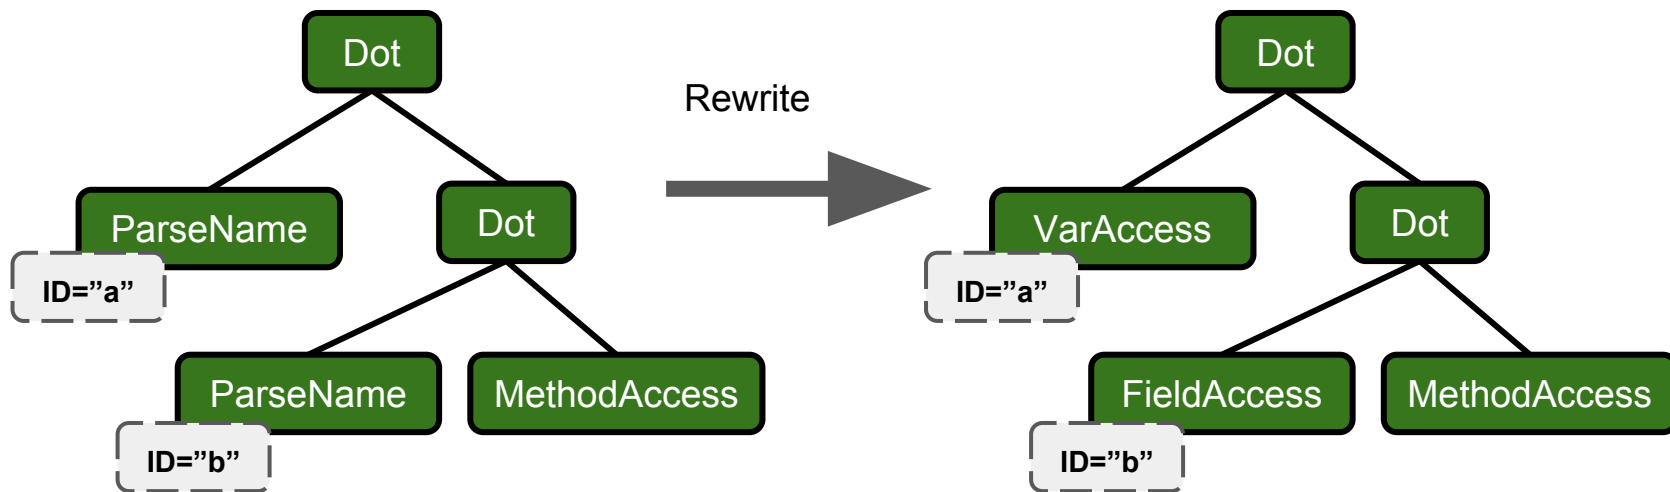 Dot
Rewrite
Dot
ParseName
Dot
VarAccess
Dot
ID=”a”
ID=”a”
ParseName
MethodAccess
FieldAccess
MethodAccess
ID=”b”
ID=”b”